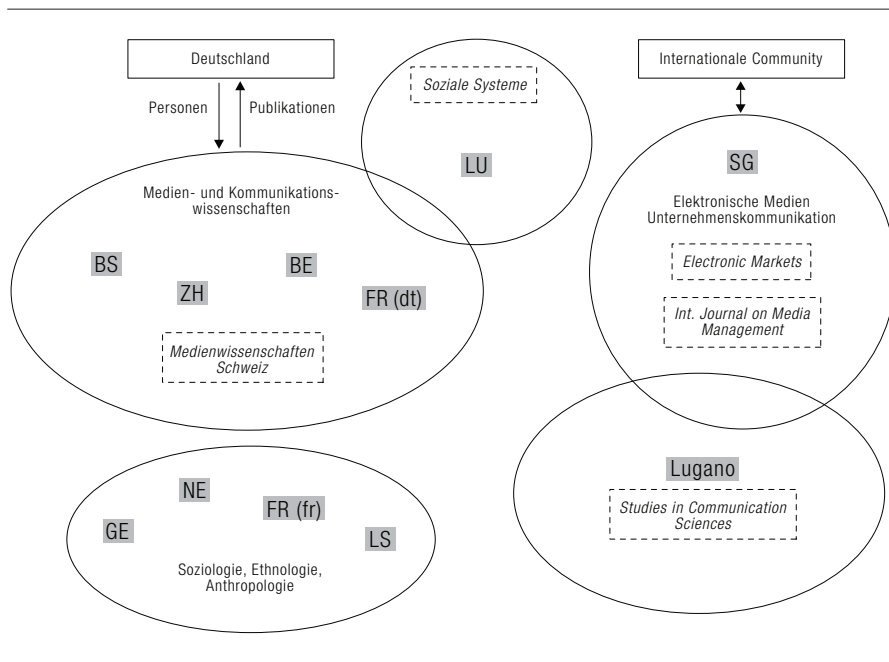 Deutschland
Personen
Publikationen
Medien- und Kommunikations-
wissenschaften
BS
ZH
BE
FR (dt)
Medienwissenschaften
Schweiz
Soziale Systeme
LU
Internationale Community
SG
Elektronische Medien
Unternehmenskommunikation
Electronic Markets
Int. Journal on Media
Management
Lugano
Studies in Communication
Sciences
GE
NE
FR (fr)
LS
Soziologie, Ethnologie,
Anthropologie